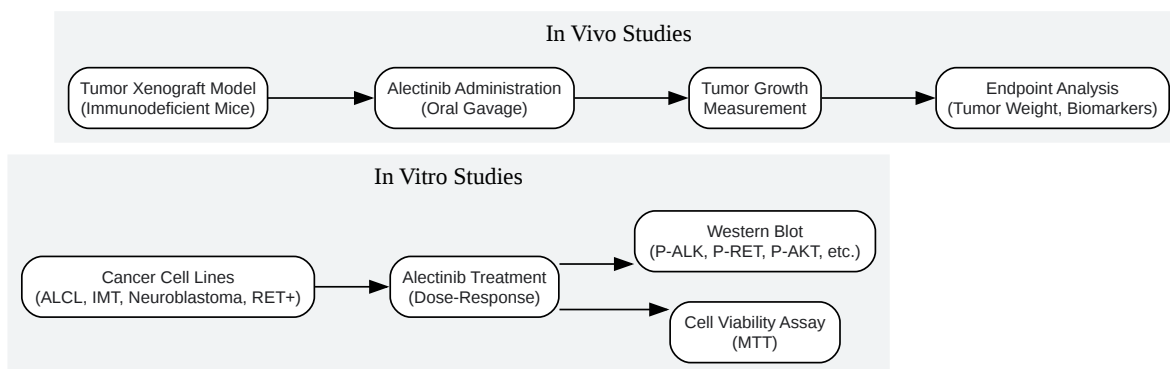 In Vivo Studies
Tumor Xenograft Model
(Immunodeficient Mice)
Alectinib Administration
(Oral Gavage)
Tumor Growth
Measurement
Endpoint Analysis
(Tumor Weight, Biomarkers)
In Vitro Studies
Cancer Cell Lines
(ALCL, IMT, Neuroblastoma, RET+)
Alectinib Treatment
(Dose-Response)
Western Blot
(P-ALK, P-RET, P-AKT, etc.)
Cell Viability Assay
(MTT)